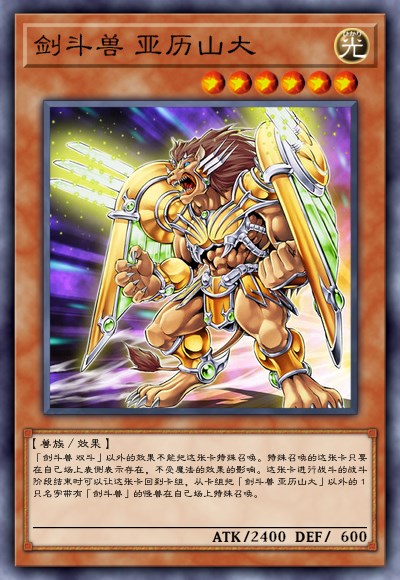 剑斗兽 亚历山大
ひかり
光
【兽族／效果】
「剑斗兽 双斗」以外的效果不能把这张卡特殊召唤。特殊召唤的这张卡只要
在自己场上表侧表示存在，不受魔法的效果的影响。这张卡进行战斗的战斗
阶段结束时可以让这张卡回到卡组，从卡组把「剑斗兽 亚历山大」以外的1
只名字带有「剑斗兽」的怪兽在自己场上特殊召唤。
ATK/2400 DEF/ 600